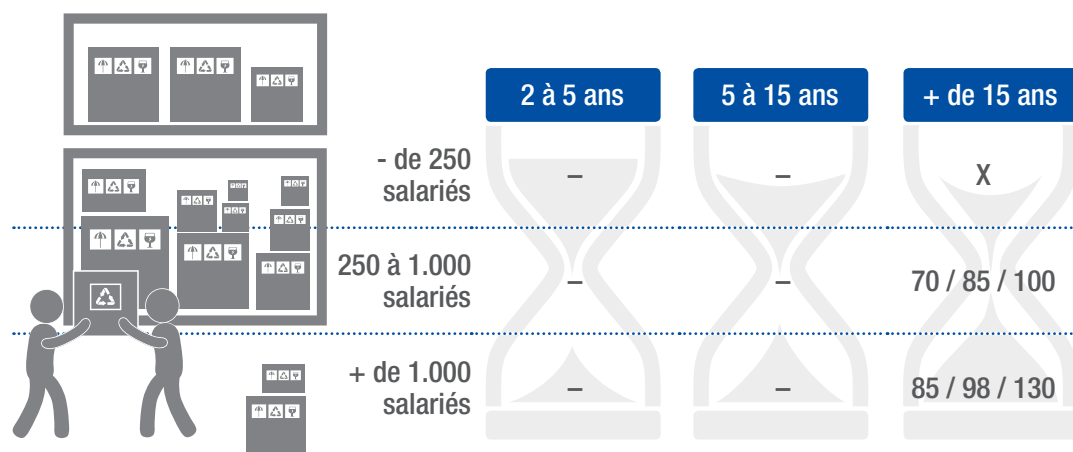 2 à 5 ans
5 à 15 ans
+ de 15 ans
- de 250
salariés
–
–
X
250 à 1.000
salariés
–
–
70 / 85 / 100
+ de 1.000
salariés
–
–
85 / 98 / 130